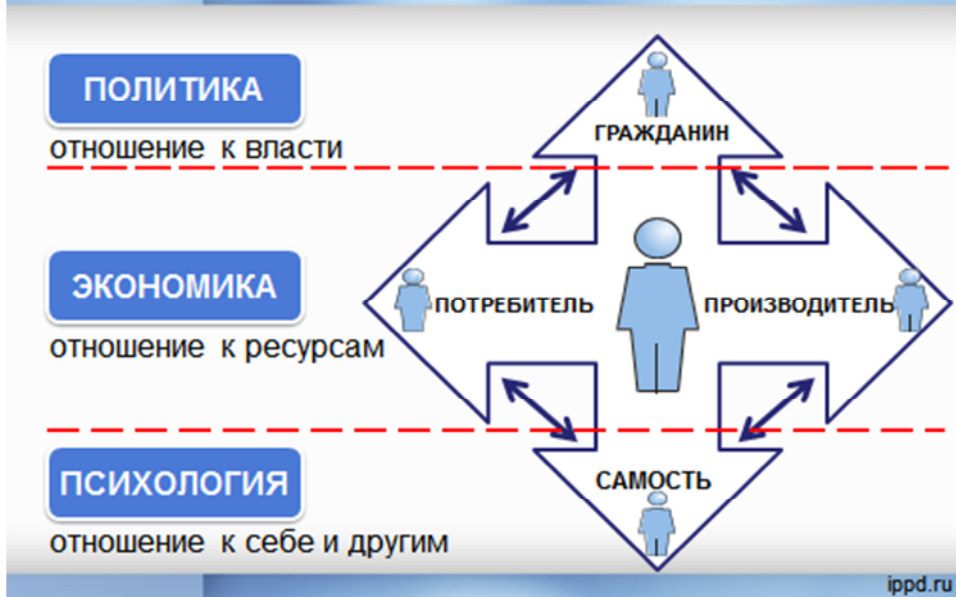 ПОЛИТИКА
отношение к власти
ГРАЖДАНИН
ЭКОНОМИКА
отношение к ресурсам
ПОТРЕБИТЕЛЬ
ПРОИЗВОДИТЕЛЬ
ПСИХОЛОГИЯ
отношение к себе и другим
САМОСТЬ
ippd.ru